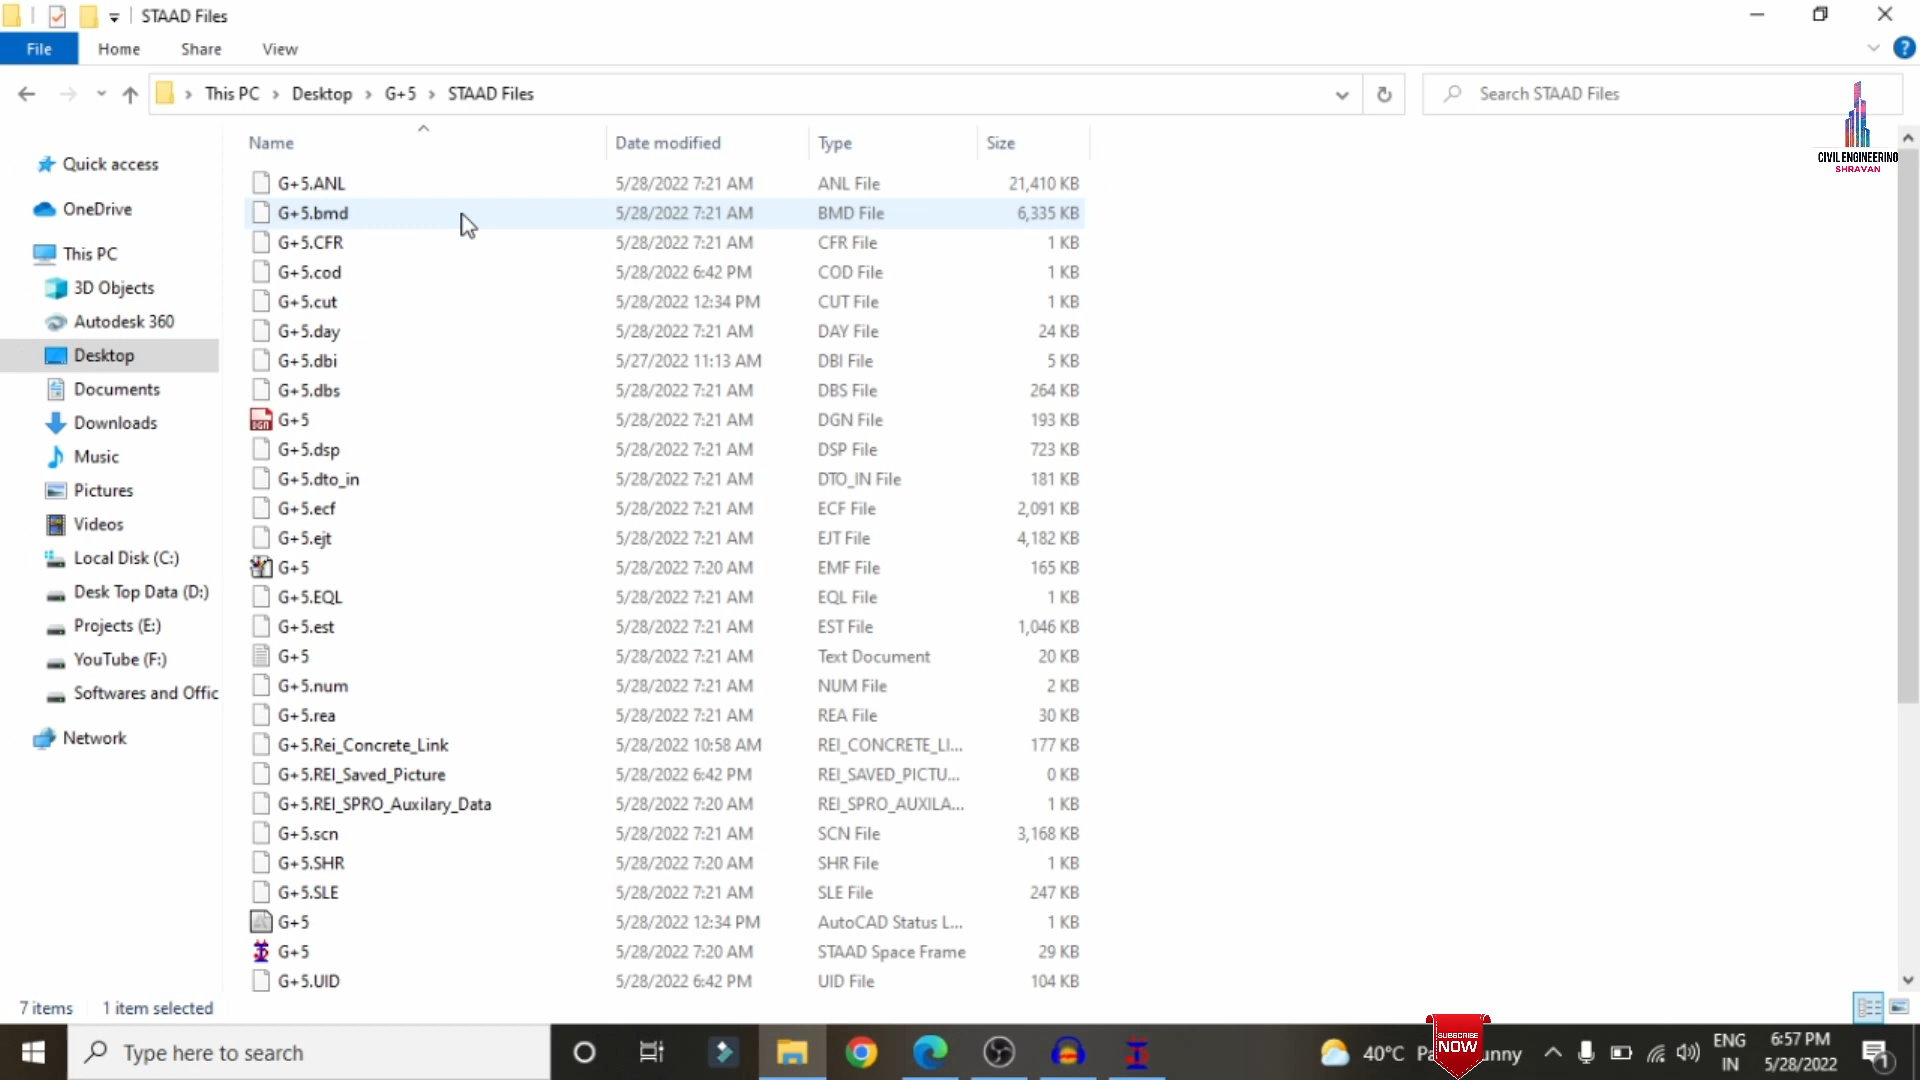 STAAD Files
File Home Share View
This PC Desktop G+5 STAAD Files Search STAAD Files
CIVIL ENGINEERING
SHRAVAN
Name Date modified Type Size
Quick access
OneDrive
This PC
3D Objects
Autodesk 360
Desktop
Documents
Downloads
Music
Pictures
Videos
Local Disk (C:)
Desk Top Data (D:)
Projects (E:)
YouTube (F:)
Softwares and Offic
Network
G+5.ANL 5/28/2022 7:21 AM ANL File 21,410 KB
G+5.bmd 5/28/2022 7:21 AM BMD File 6,335 KB
G+5.CFR 5/28/2022 7:21 AM CFR File 1 KB
G+5.cod 5/28/2022 6:42 PM COD File 1 KB
G+5.cut 5/28/2022 12:34 PM CUT File 1 KB
G+5.day 5/28/2022 7:21 AM DAY File 24 KB
G+5.dbi 5/27/2022 11:13 AM DBI File 5 KB
G+5.dbs 5/28/2022 7:21 AM DBS File 264 KB
G+5 5/28/2022 7:21 AM DGN File 193 KB
G+5.dsp 5/28/2022 7:21 AM DSP File 723 KB
G+5.dto_in 5/28/2022 7:21 AM DTO_IN File 181 KB
G+5.ecf 5/28/2022 7:21 AM ECF File 2,091 KB
G+5.ejt 5/28/2022 7:21 AM EJT File 4,182 KB
G+5 5/28/2022 7:20 AM EMF File 165 KB
G+5.EQL 5/28/2022 7:21 AM EQL File 1 KB
G+5.est 5/28/2022 7:21 AM EST File 1,046 KB
G+5 5/28/2022 7:21 AM Text Document 20 KB
G+5.num 5/28/2022 7:21 AM NUM File 2 KB
G+5.rea 5/28/2022 7:21 AM REA File 30 KB
G+5.Rei_Concrete_Link 5/28/2022 10:58 AM REI_CONCRETE_LI... 177 KB
G+5.REI_Saved_Picture 5/28/2022 6:42 PM REI_SAVED_PICTU... 0 KB
G+5.REI_SPRO_Auxilary_Data 5/28/2022 7:20 AM REI_SPRO_AUXILA... 1 KB
G+5.scn 5/28/2022 7:21 AM SCN File 3,168 KB
G+5.SHR 5/28/2022 7:20 AM SHR File 1 KB
G+5.SLE 5/28/2022 7:21 AM SLE File 247 KB
G+5 5/28/2022 12:34 PM AutoCAD Status L... 1 KB
G+5 5/28/2022 7:20 AM STAAD Space Frame 29 KB
G+5.UID 5/28/2022 6:42 PM UID File 104 KB
7 items 1 item selected
Type here to search
40°C
SUBSCRIBE
NOW
ENG
IN
6:57 PM
5/28/2022
1